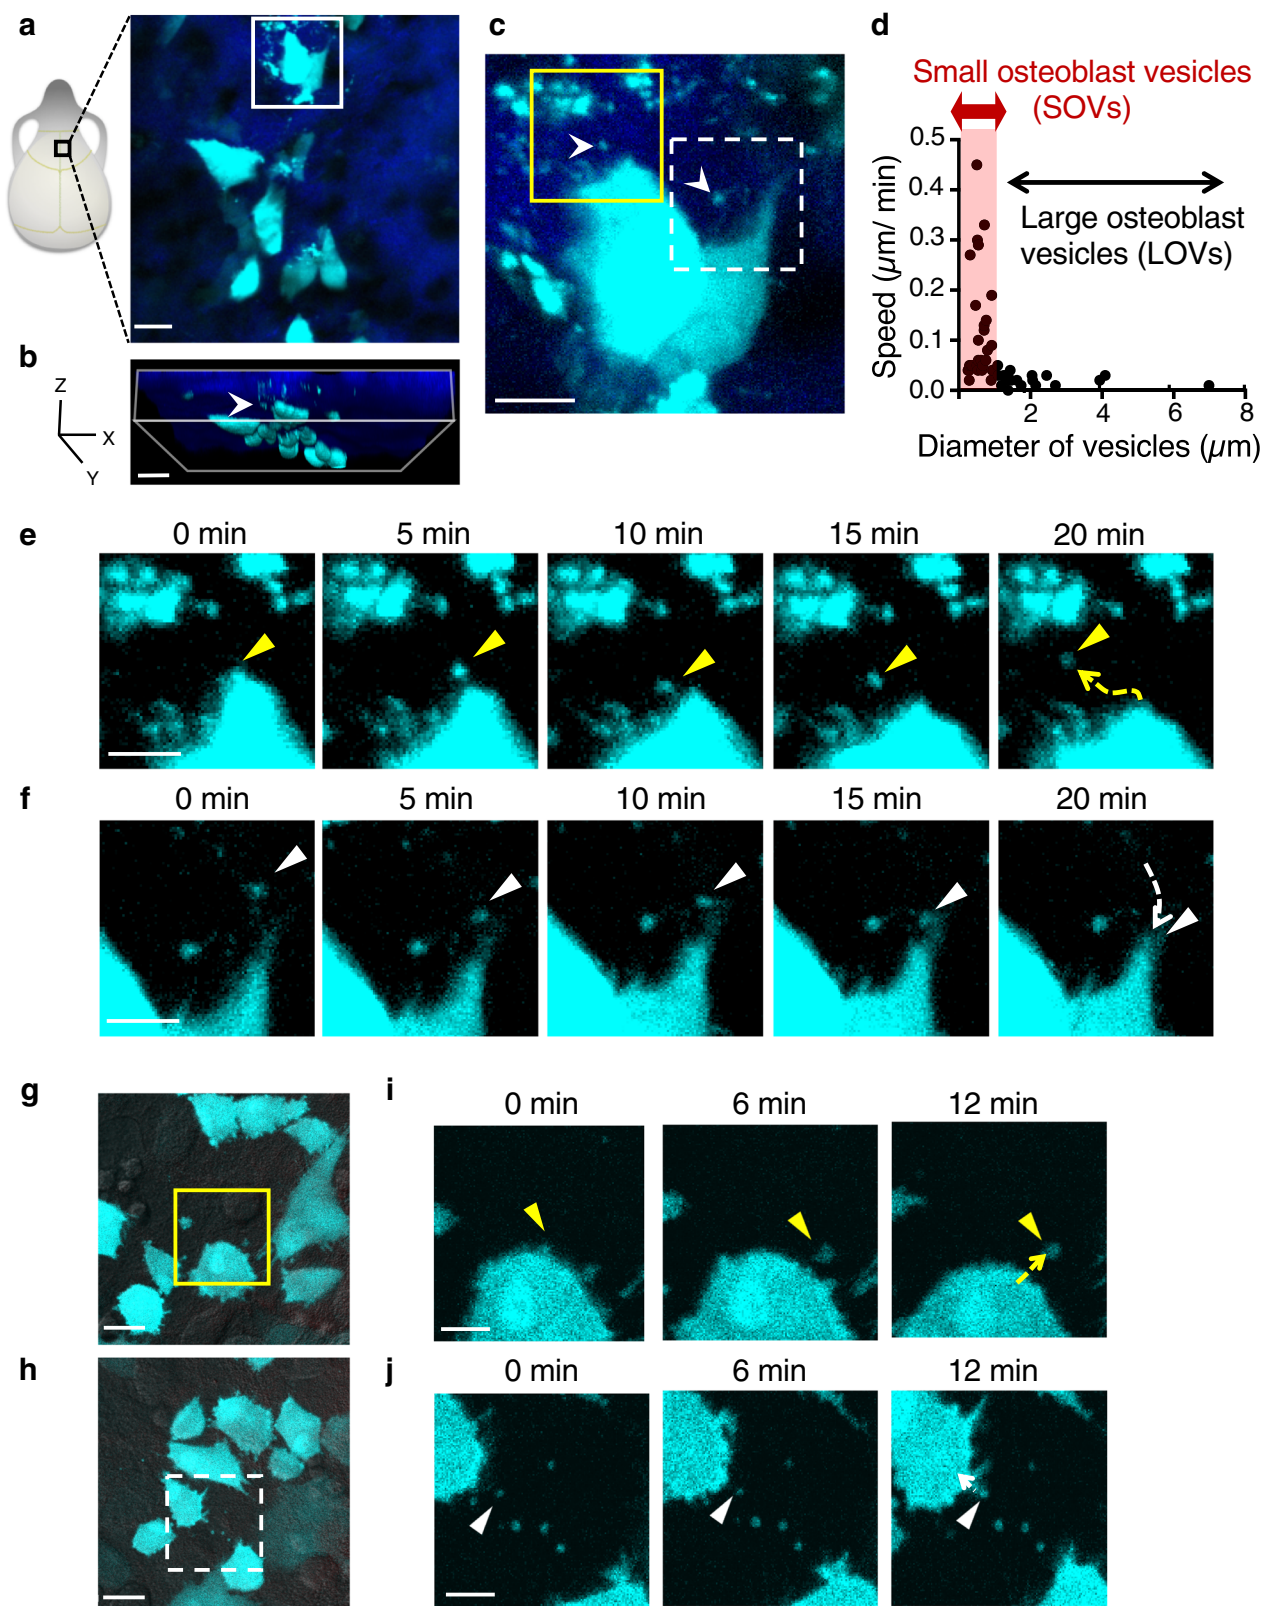 a
c
d
Small osteoblast vesicles
(SOVs)
0.5
0.4
0.3
0.2
0.1
0.0
Speed (µm/ min)
Large osteoblast
vesicles (LOVs)
2
4
6
8
Diameter of vesicles (µm)
b
Z
X
Y
e
0 min
5 min
10 min
15 min
20 min
f
0 min
5 min
10 min
15 min
20 min
g
i
0 min
6 min
12 min
h
j
0 min
6 min
12 min